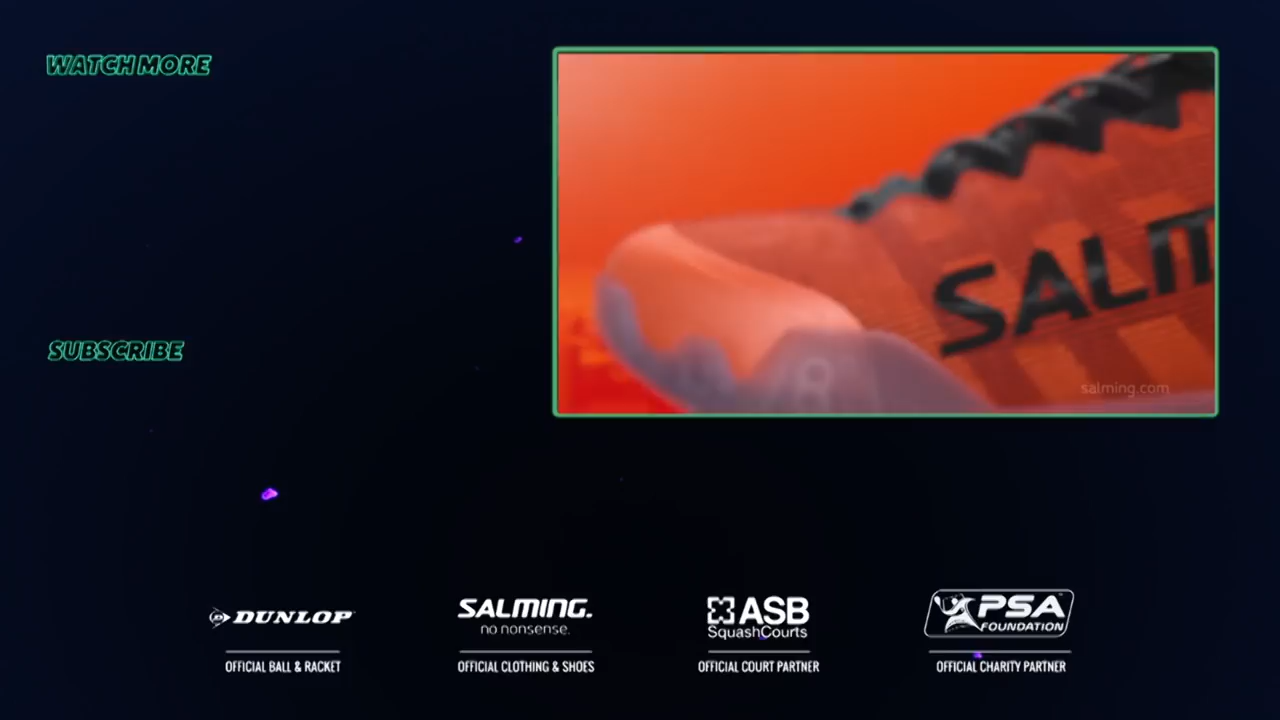 WATCH MORE
SALM
salming.com
SUBSCRIBE
DUNLOP
OFFICIAL BALL & RACKET
SALMING.
no nonsense.
OFFICIAL CLOTHING & SHOES
ASB
SquashCourts
OFFICIAL COURT PARTNER
PSA
FOUNDATION
OFFICIAL CHARITY PARTNER